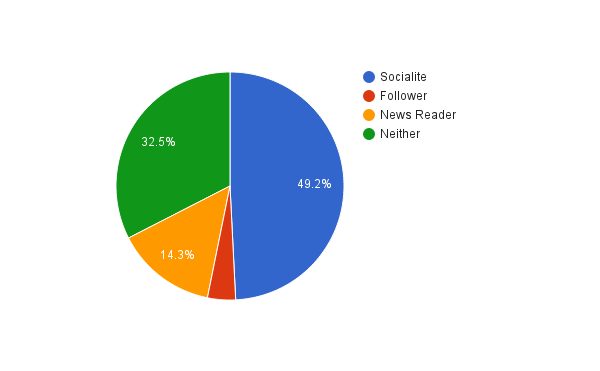 Socialite
Follower
News Reader
Neither
32.5%
49.2%
14.3%